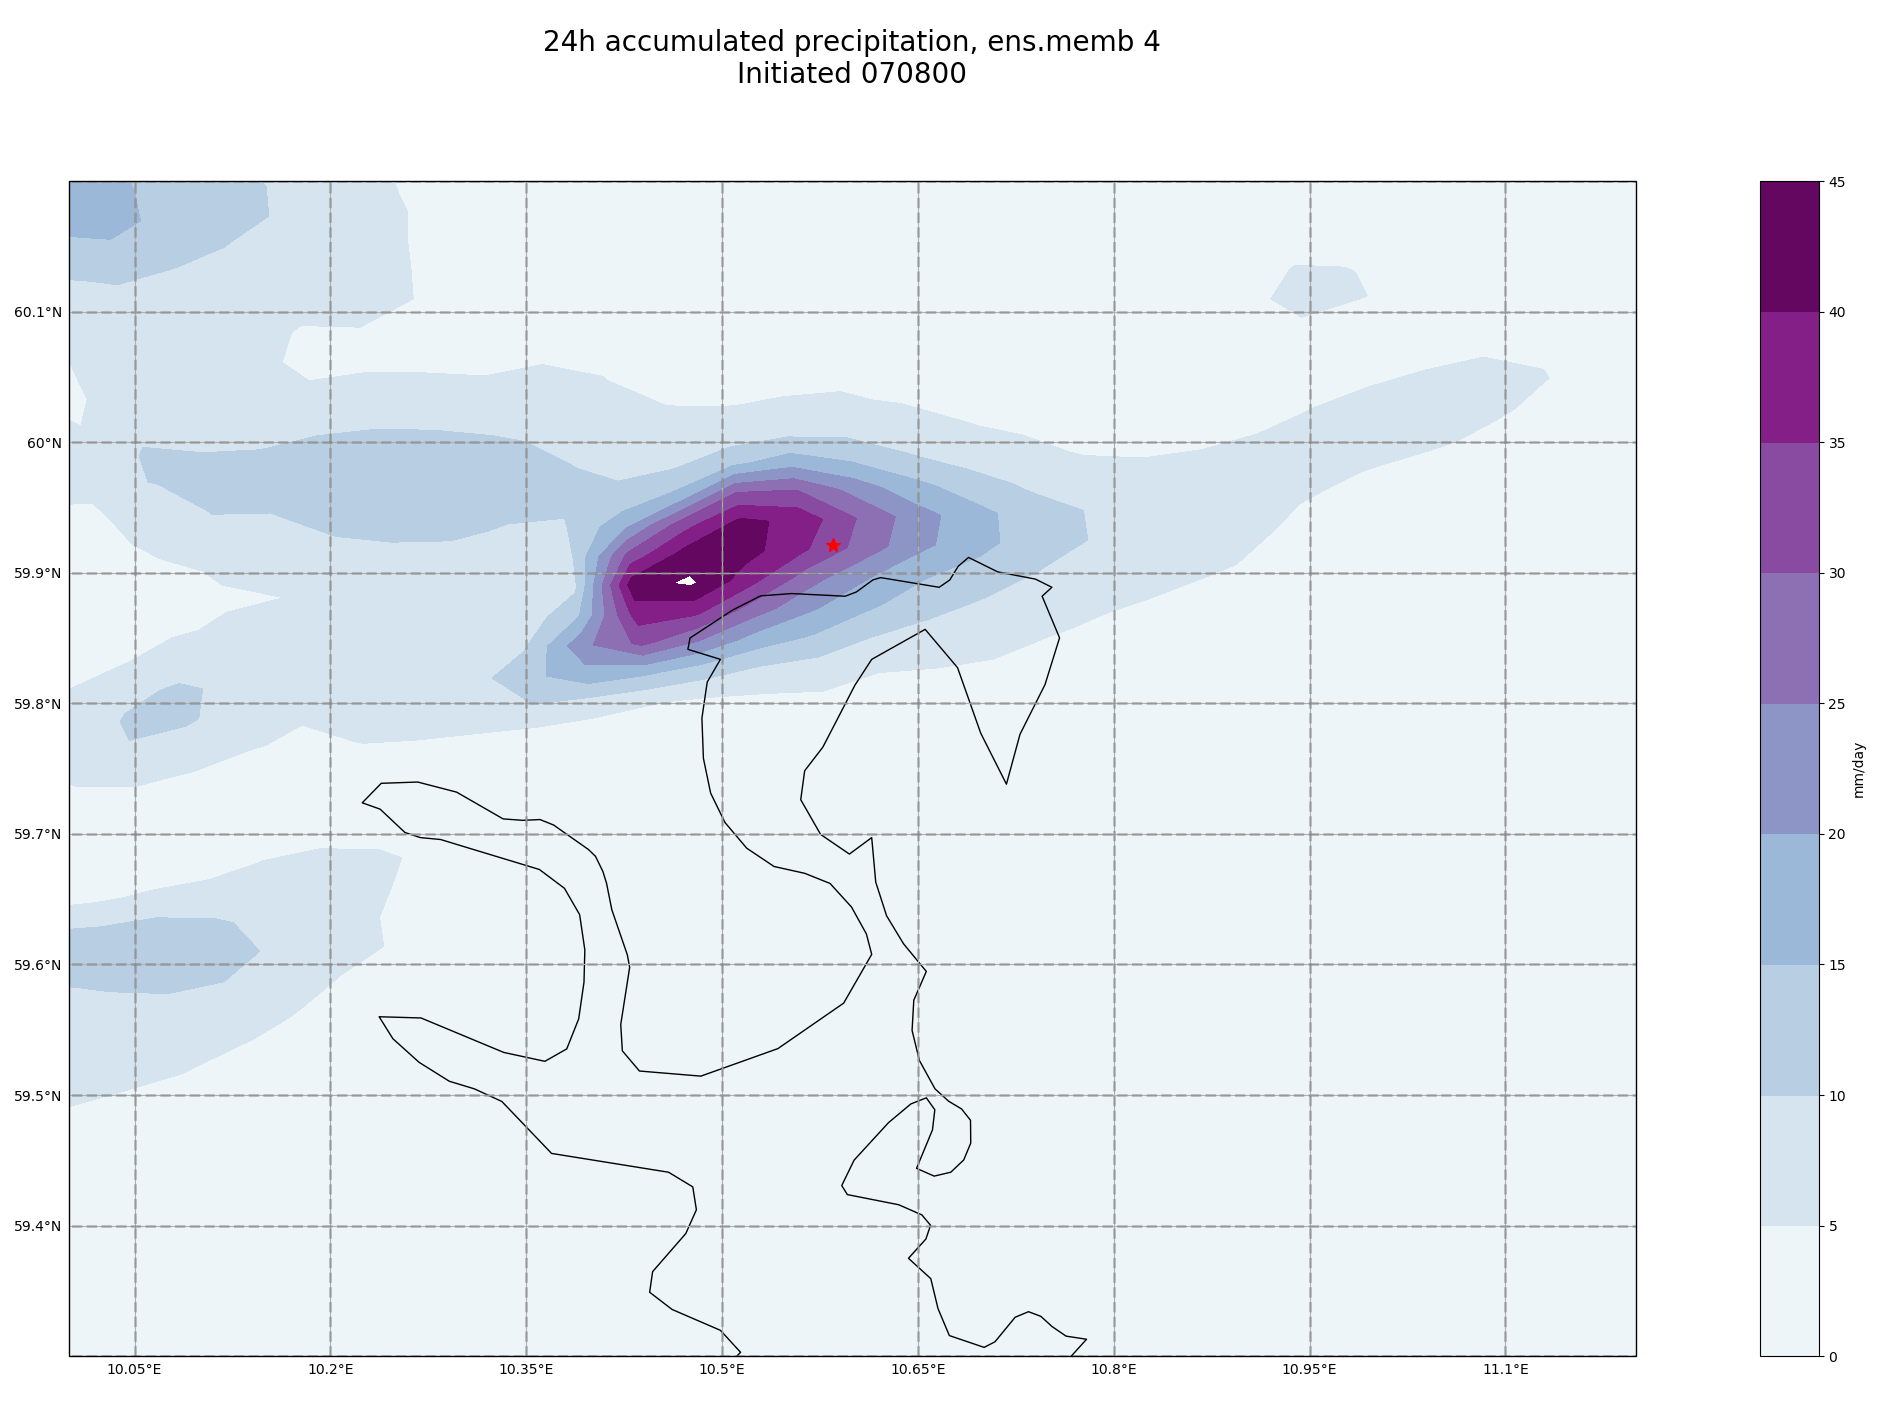 24h accumulated precipitation, ens.memb 4
Initiated 070800
60.1°N
60°N
59.9°N
59.8°N
59.7°N
59.6°N
59.5°N
59.4°N
10.05°E
10.2°E
10.35°E
10.5°E
10.65°E
10.8°E
10.95°E
11.1°E
45
40
35
30
25
20
15
10
5
0
mm/day